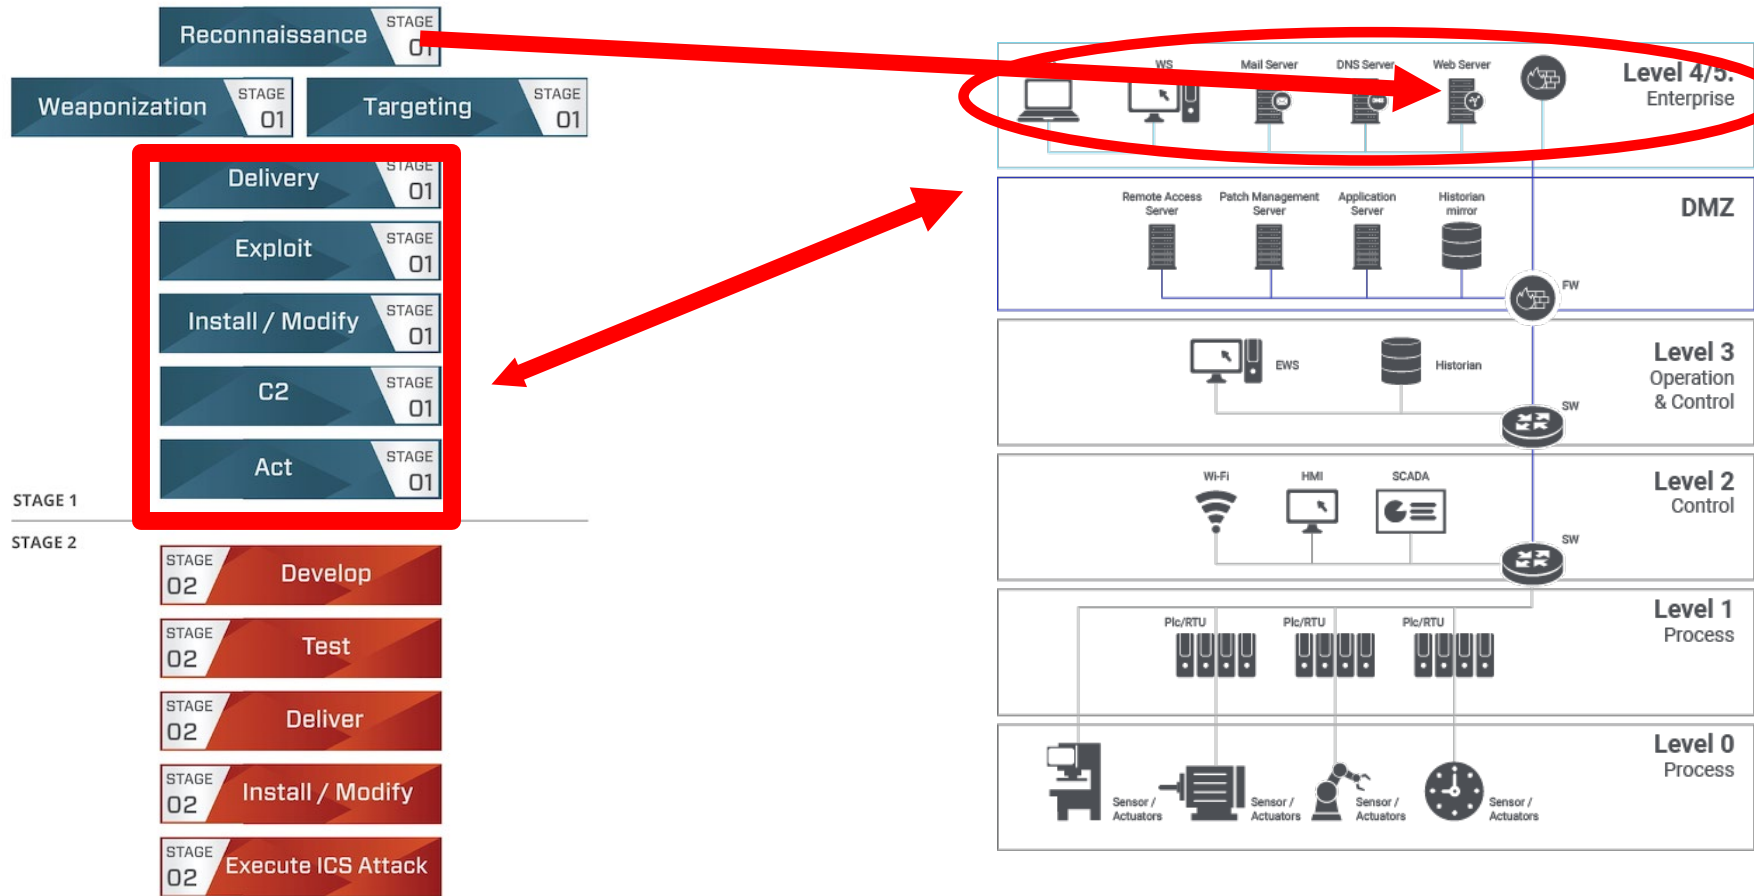 Reconnaissance
STAGE
01
Weaponization
STAGE
01
Targeting
STAGE
01
Delivery
STAGE
01
Exploit
STAGE
01
Install / Modify
STAGE
01
C2
STAGE
01
Act
STAGE
01
STAGE 1
STAGE 2
STAGE
02
Develop
STAGE
02
Test
STAGE
02
Deliver
STAGE
02
Install / Modify
STAGE
02
Execute ICS Attack
WS
Mail Server
DNS Server
Web Server
Level 4/5.
Enterprise
Remote Access
Server
Patch Management
Server
Application
Server
Historian
mirror
DMZ
FW
EWS
Historian
Level 3
Operation
& Control
SW
Wi-Fi
HMI
SCADA
Level 2
Control
SW
Plc/RTU
Plc/RTU
Plc/RTU
Level 1
Process
Level 0
Process
Sensor /
Actuators
Sensor /
Actuators
Sensor /
Actuators
Sensor /
Actuators